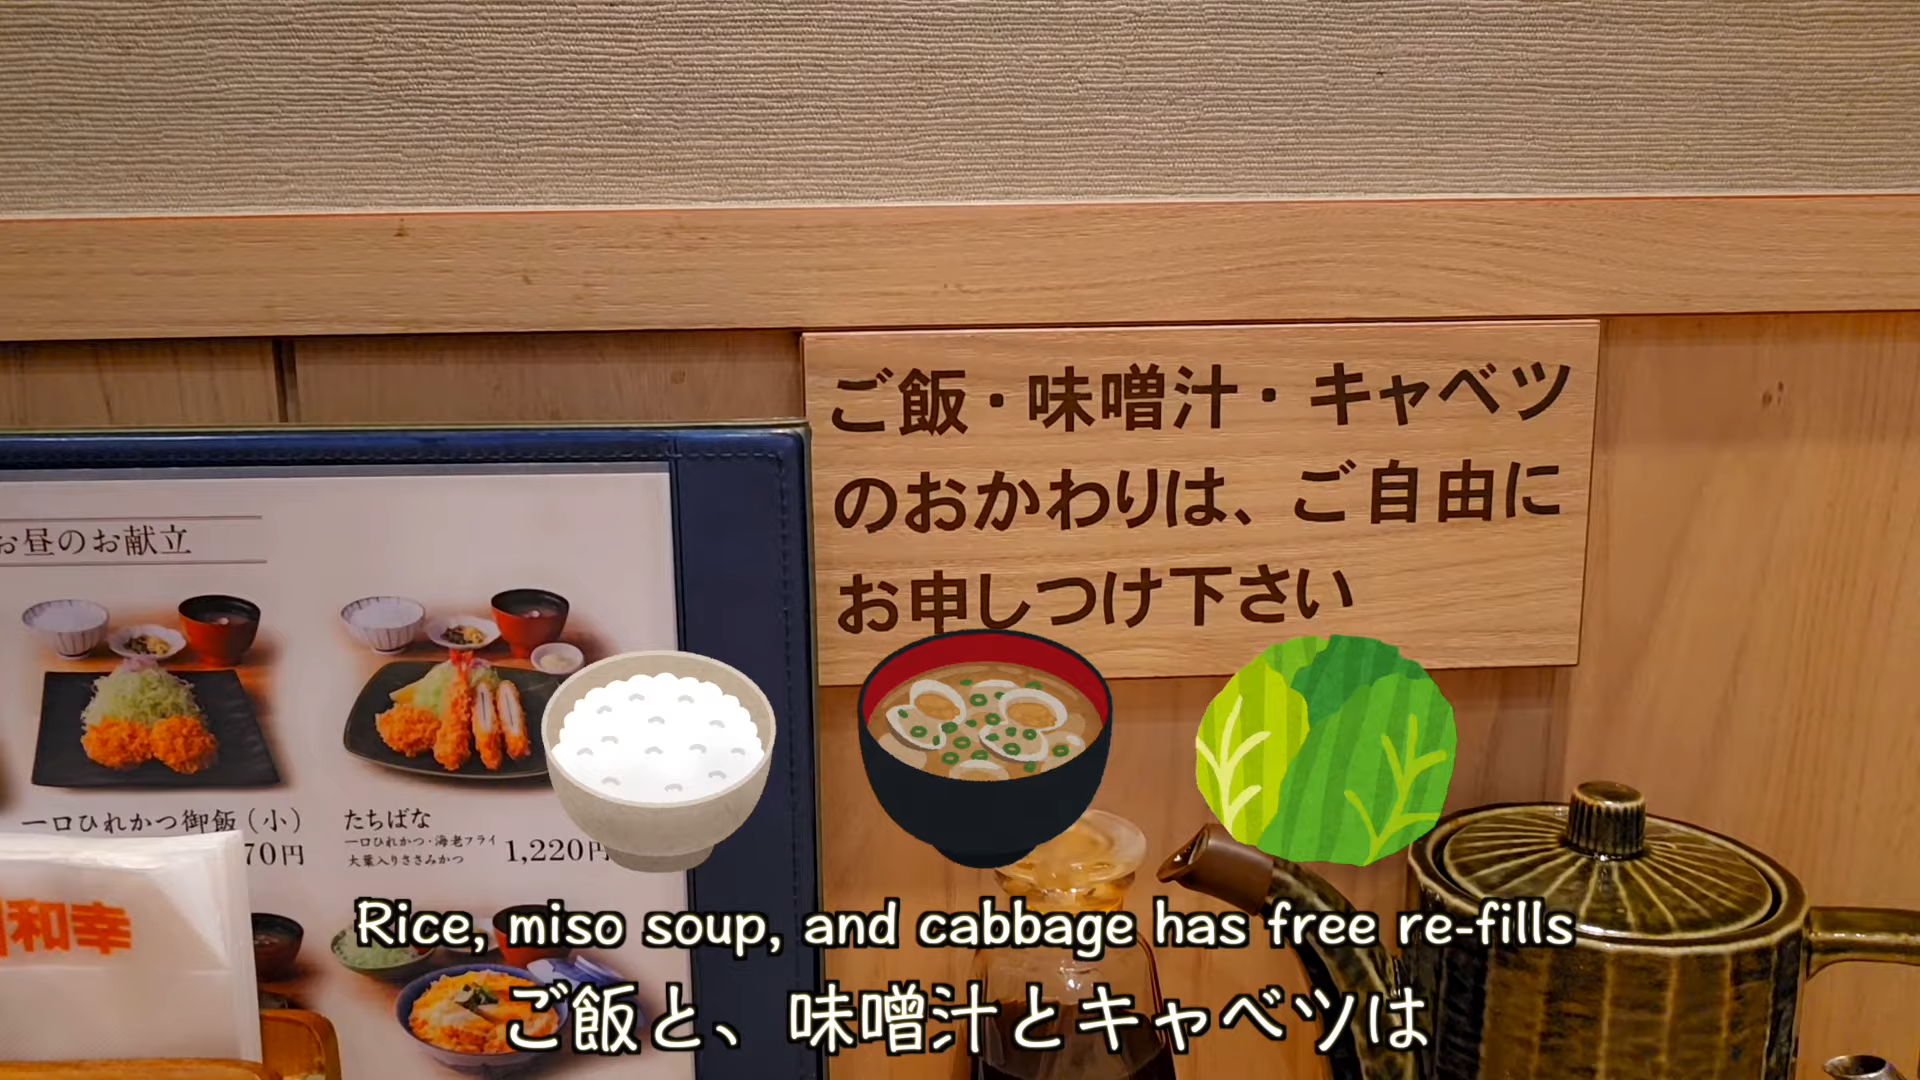 ご飯・味噌汁・キャベツ
のおかわりは、ご自由に
お申しつけ下さい
お昼のお献立
一口ひれかつ御飯（小）
70円
たちばな
一口ひれかつ・海老フライ
大葉入りささみかつ
1,220円
和幸
Rice, miso soup, and cabbage has free re-fills
ご飯と、味噌汁とキャベツは